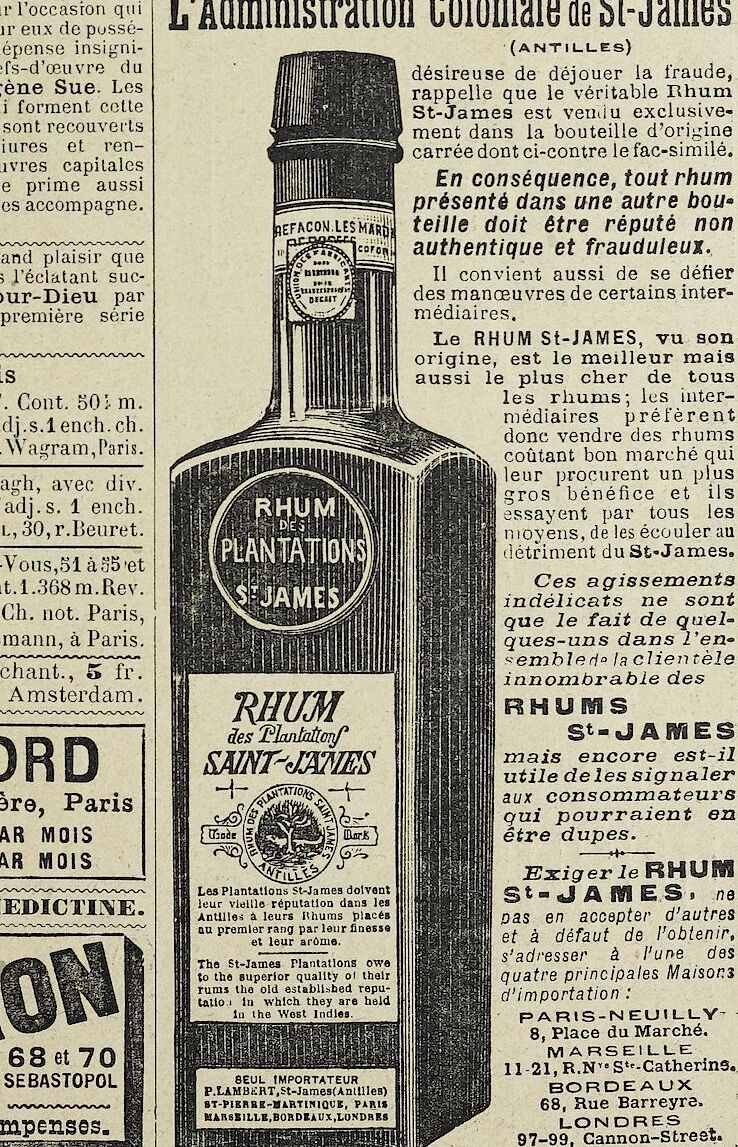 L'Administration Coloniale de St-James
(ANTILLES)
désireuse de déjouer la fraude,
rappelle que le véritable Rhum
St-James est vendu exclusive-
ment dans la bouteille d'origine
carrée dont ci-contre le fac-similé.
En conséquence, tout rhum
présenté dans une autre bou-
teille doit être réputé non
authentique et frauduleux.
Il convient aussi de se défier
des manœuvres de certains inter-
médiaires.
Le RHUM St-JAMES, vu son
origine, est le meilleur mais
aussi le plus cher de tous
les rhums; les inter-
médiaires préfèrent
donc vendre des rhums
coûtant bon marché qui
leur procurent un plus
gros bénéfice et ils
essayent par tous les
moyens, de les écouler au
détriment du St-James.
Ces agissements
indélicats ne sont
que le fait de quel-
ques-uns dans l'en-
semble de la clientèle
innombrable des
RHUMS
St-JAMES
mais encore est-il
utile de les signaler
aux consommateurs
qui pourraient en
être dupes.
Exiger le RHUM
St-JAMES, ne
pas en accepter d'autres
et à défaut de l'obtenir,
s'adresser à l'une des
quatre principales Maisons
d'importation :
PARIS-NEUILLY
8, Place du Marché.
MARSEILLE
11-21, R. Nve Ste-Catherine.
BORDEAUX
68, Rue Barreyre.
LONDRES
97-99, Cannon-Street.
REFACON. LES MARQ
UNION DES FABRICANTS
RHUM
DES
PLANTATIONS
St JAMES
RHUM
des Plantations
SAINT-JAMES
RHUM DES PLANTATIONS SAINT JAMES
ANTILLES
Trade Mark
Les Plantations St-James doivent
leur vieille réputation dans les
Antilles à leurs Rhums placés
au premier rang par leur finesse
et leur arôme.
The St-James Plantations owe
to the superior quality of their
rums the old established repu-
tation in which they are held
in the West Indies.
SEUL IMPORTATEUR
P. LAMBERT, St-James (Antilles)
ST-PIERRE-MARTINIQUE, PARIS
MARSEILLE, BORDEAUX, LONDRES
ur l'occasion qui
ur eux de possé-
épense insigni-
efs-d'œuvre du
gène Sue. Les
i forment cette
sont recouverts
iures et ren-
uvres capitales
e prime aussi
es accompagne.
and plaisir que
s l'éclatant suc-
our-Dieu par
première série
is
. Cont. 501 m.
dj. s. 1 ench. ch.
. Wagram, Paris.
agh, avec div.
adj. s. 1 ench.
L, 30, r. Beuret.
-Vous, 51 à 55 et
t. 1.368 m. Rev.
Ch. not. Paris,
smann, à Paris.
chant., 5 fr.
Amsterdam.
ORD
ère, Paris
AR MOIS
AR MOIS
NEDICTINE.
ION
68 et 70
SEBASTOPOL
mpenses.